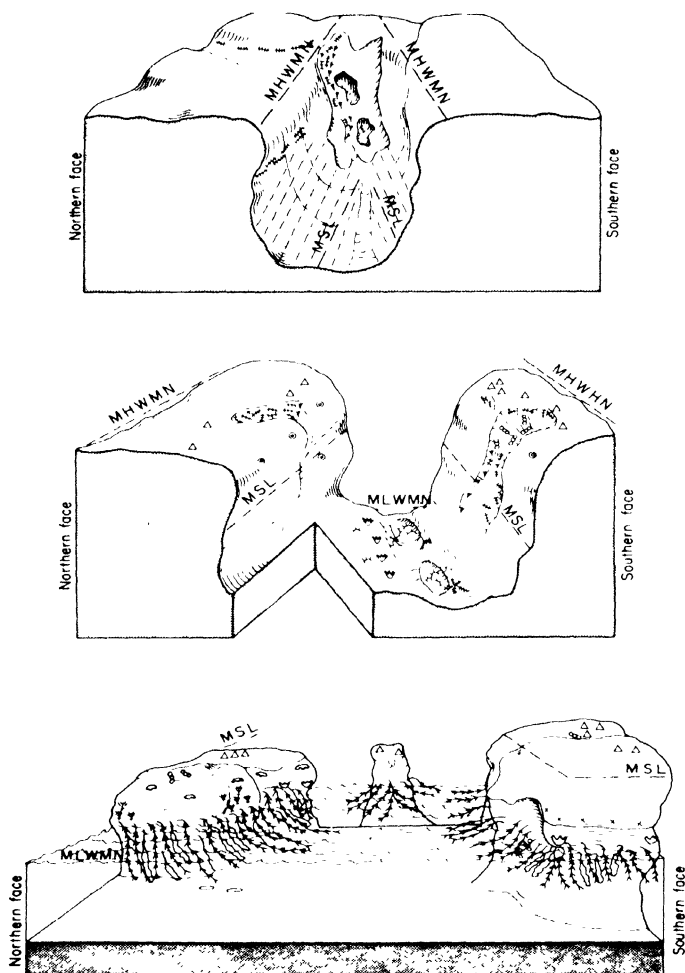 MHWMN
MHWMN
Northern face
MSL
MSL
Southern face
MHWMN
MHWHN
MSL
MLWMN
MSL
Northern face
Southern face
MSL
MSL
MLWMN
Northern face
Southern face